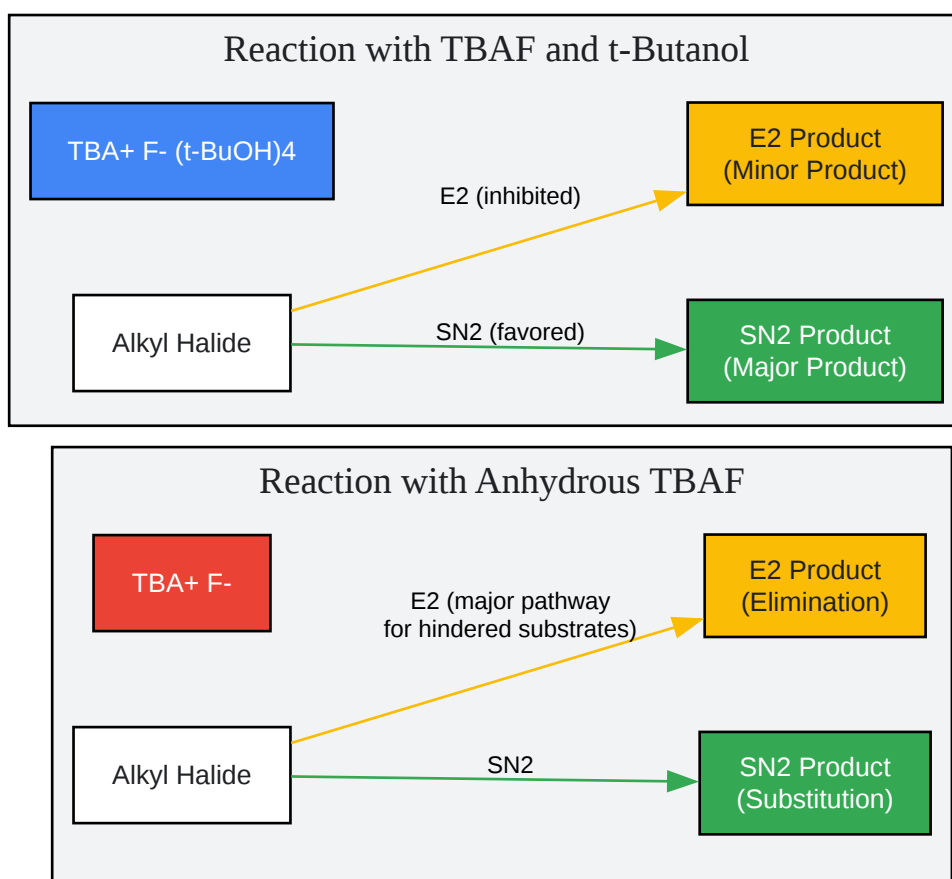 Reaction with TBAF and t-Butanol
TBA+ F- (t-BuOH)4
E2 Product
(Minor Product)
E2 (inhibited)
Alkyl Halide
SN2 (favored)
SN2 Product
(Major Product)
Reaction with Anhydrous TBAF
TBA+ F-
E2 Product
(Elimination)
E2 (major pathway
for hindered substrates)
Alkyl Halide
SN2
SN2 Product
(Substitution)